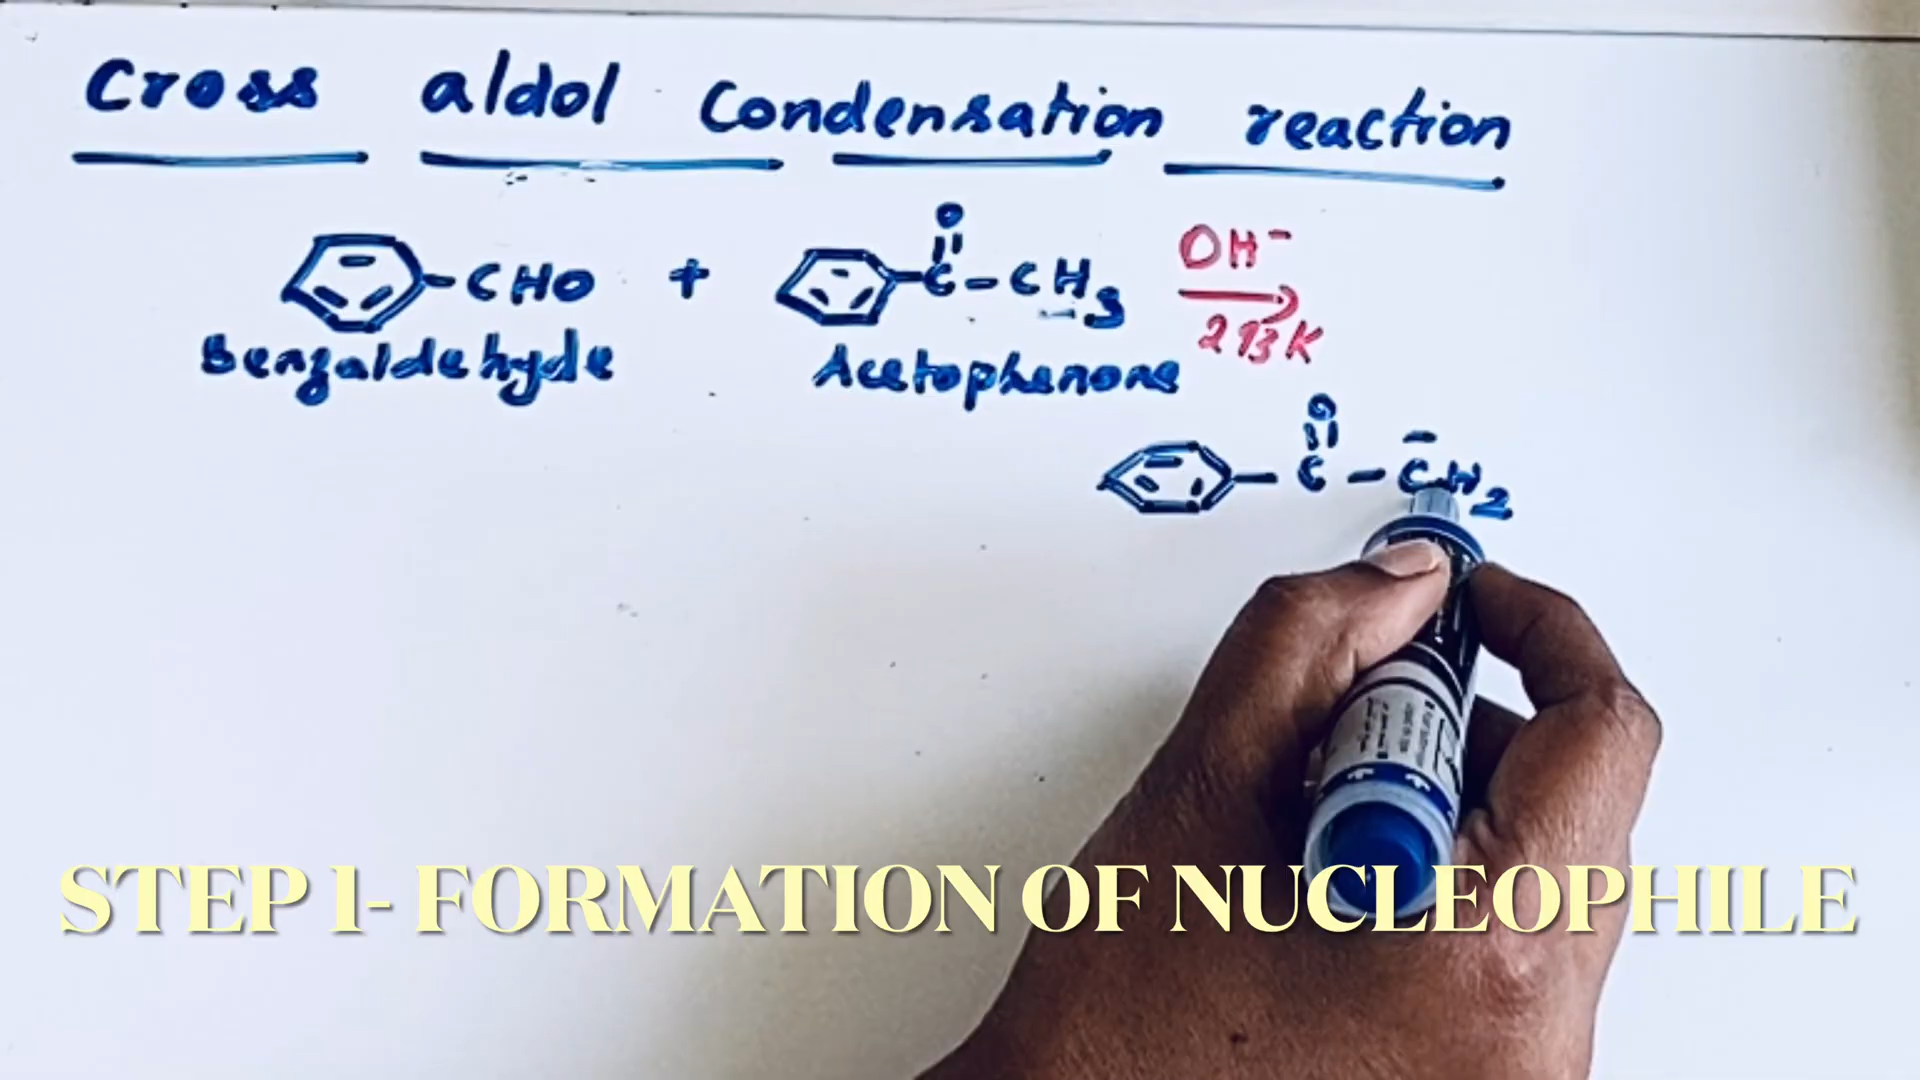 Cross aldol Condensation reaction
O
CHO + C-CH3 OH-
293K
Benzaldehyde Acetophenone
O
C-CH2
STEP 1- FORMATION OF NUCLEOPHILE